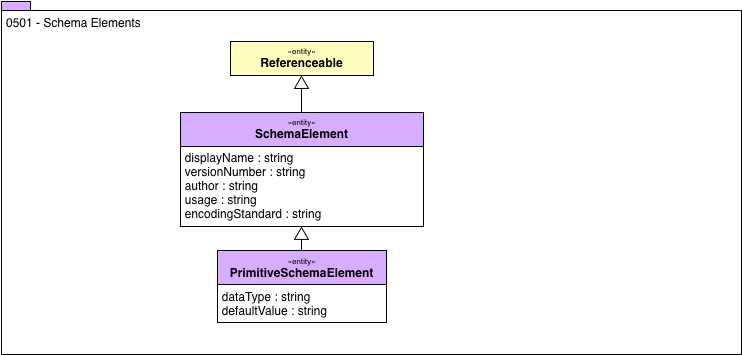 0501 - Schema Elements
«entity»
Referenceable
«entity»
SchemaElement
displayName : string
versionNumber : string
author : string
usage : string
encodingStandard : string
«entity»
PrimitiveSchemaElement
dataType : string
defaultValue : string